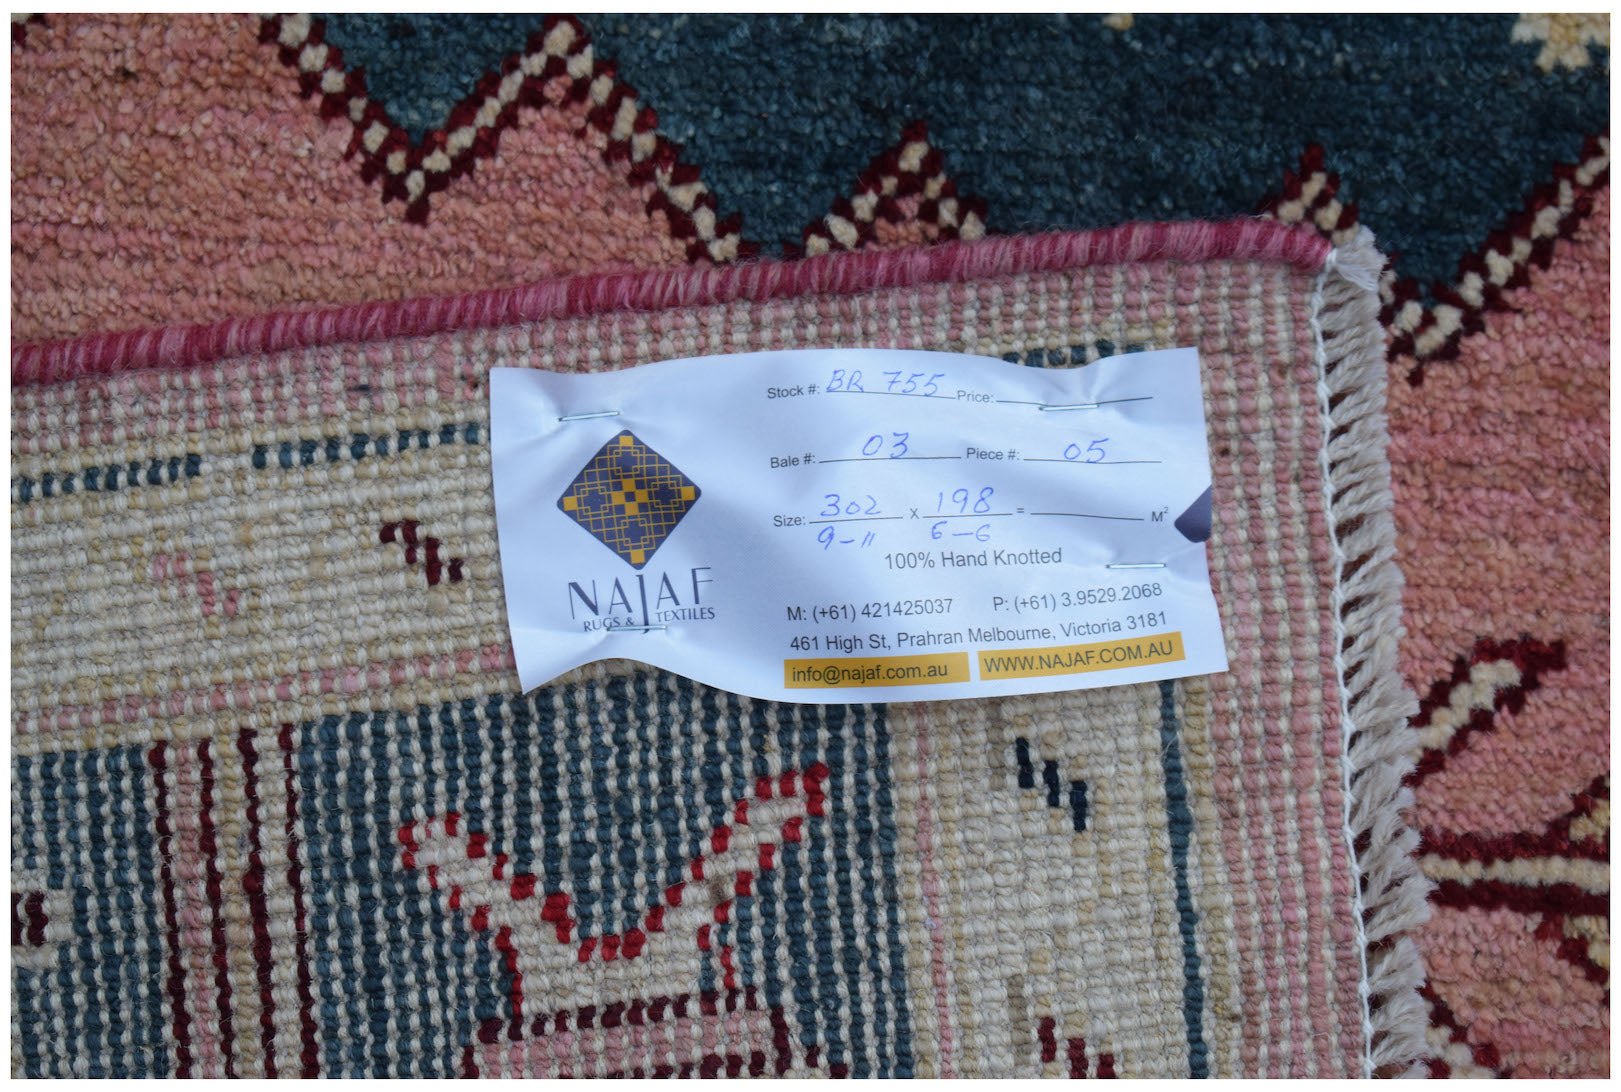 Stock #: BR 755 Price:
Bale #: 03 Piece #: 05
Size: 302 x 198 = M²
9-11 6-6
100% Hand Knotted
NAJAF
RUGS & TEXTILES
M: (+61) 421425037 P: (+61) 3.9529.2068
461 High St, Prahran Melbourne, Victoria 3181
info@najaf.com.au WWW.NAJAF.COM.AU